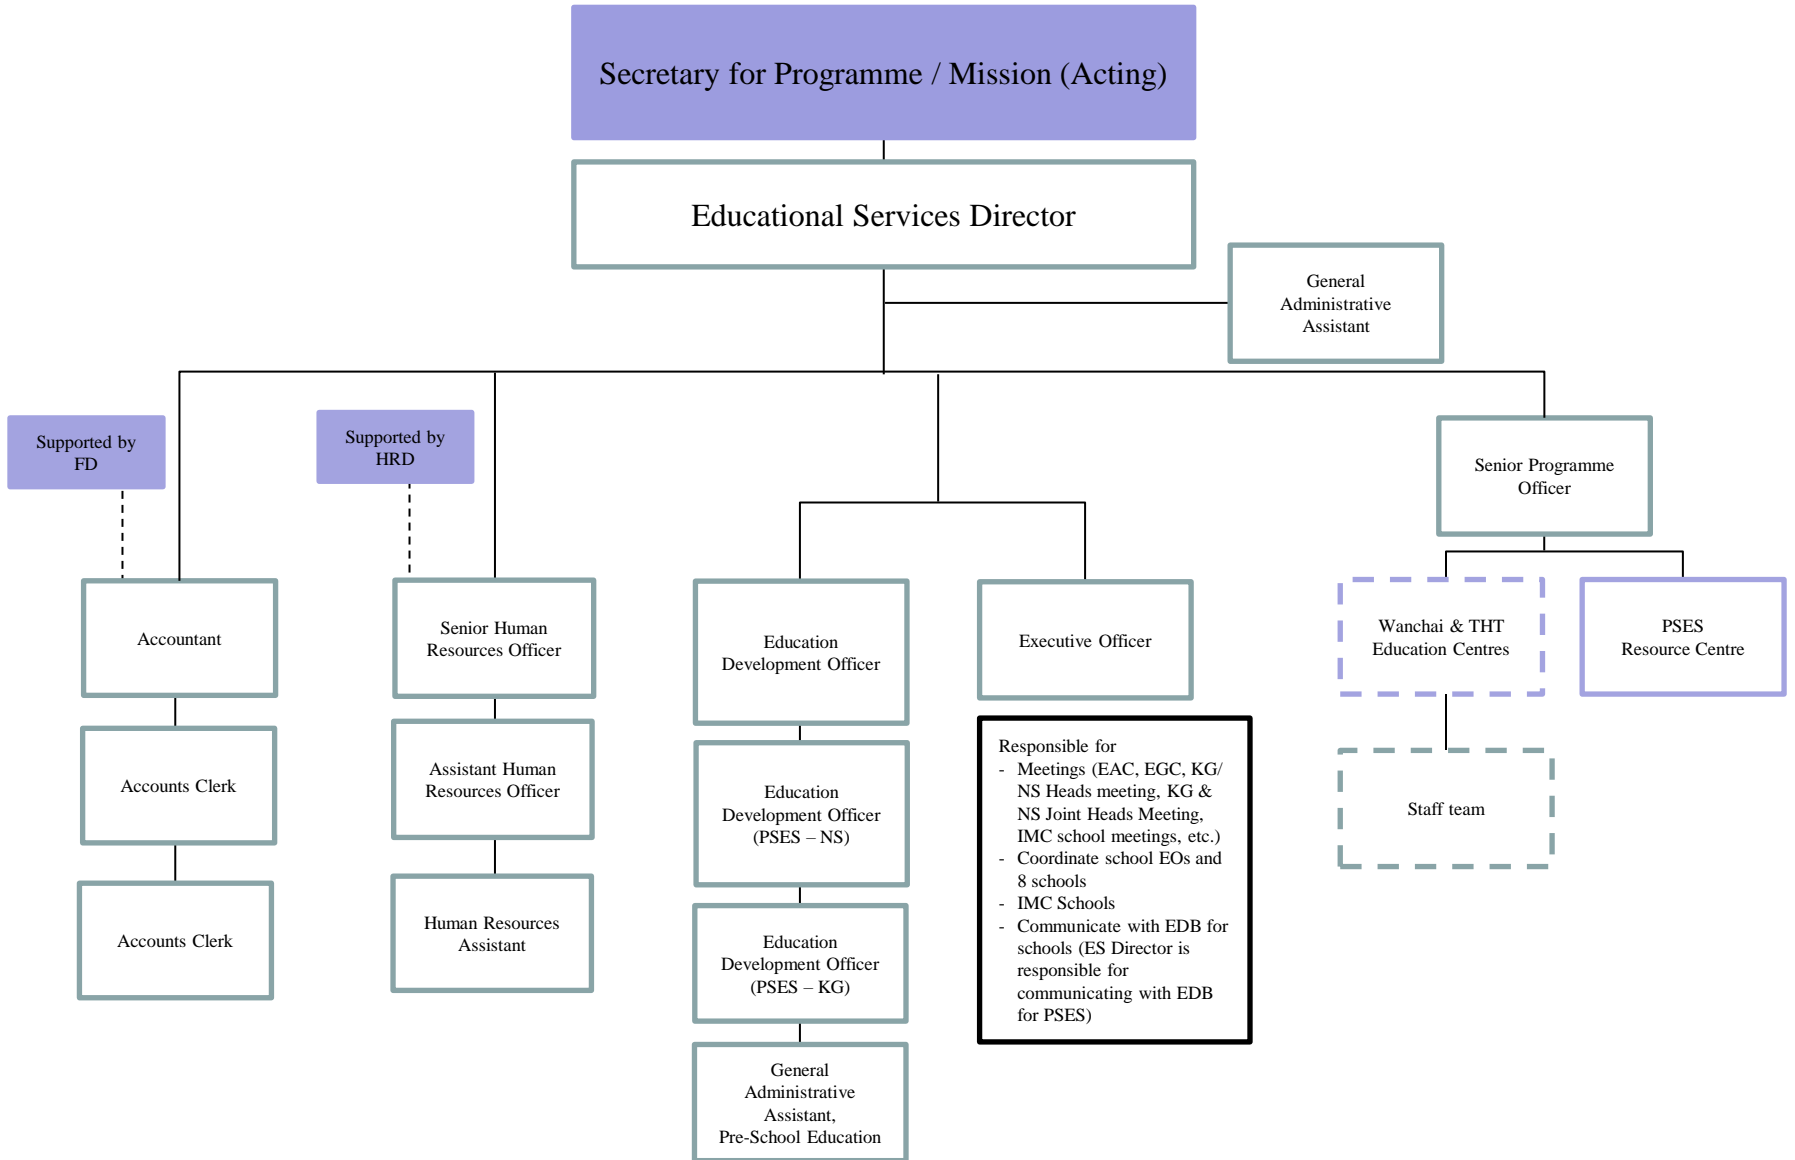 Secretary for Programme / Mission (Acting)
Educational Services Director
General
Administrative
Assistant
Supported by
FD
Supported by
HRD
Senior Programme
Officer
Accountant
Senior Human
Resources Officer
Education
Development Officer
Executive Officer
Wanchai & THT
Education Centres
PSES
Resource Centre
Accounts Clerk
Assistant Human
Resources Officer
Education
Development Officer
(PSES – NS)
Responsible for
- Meetings (EAC, EGC, KG/
NS Heads meeting, KG &
NS Joint Heads Meeting,
IMC school meetings, etc.)
- Coordinate school EOs and
8 schools
- IMC Schools
- Communicate with EDB for
schools (ES Director is
responsible for
communicating with EDB
for PSES)
Staff team
Accounts Clerk
Human Resources
Assistant
Education
Development Officer
(PSES – KG)
General
Administrative
Assistant,
Pre-School Education